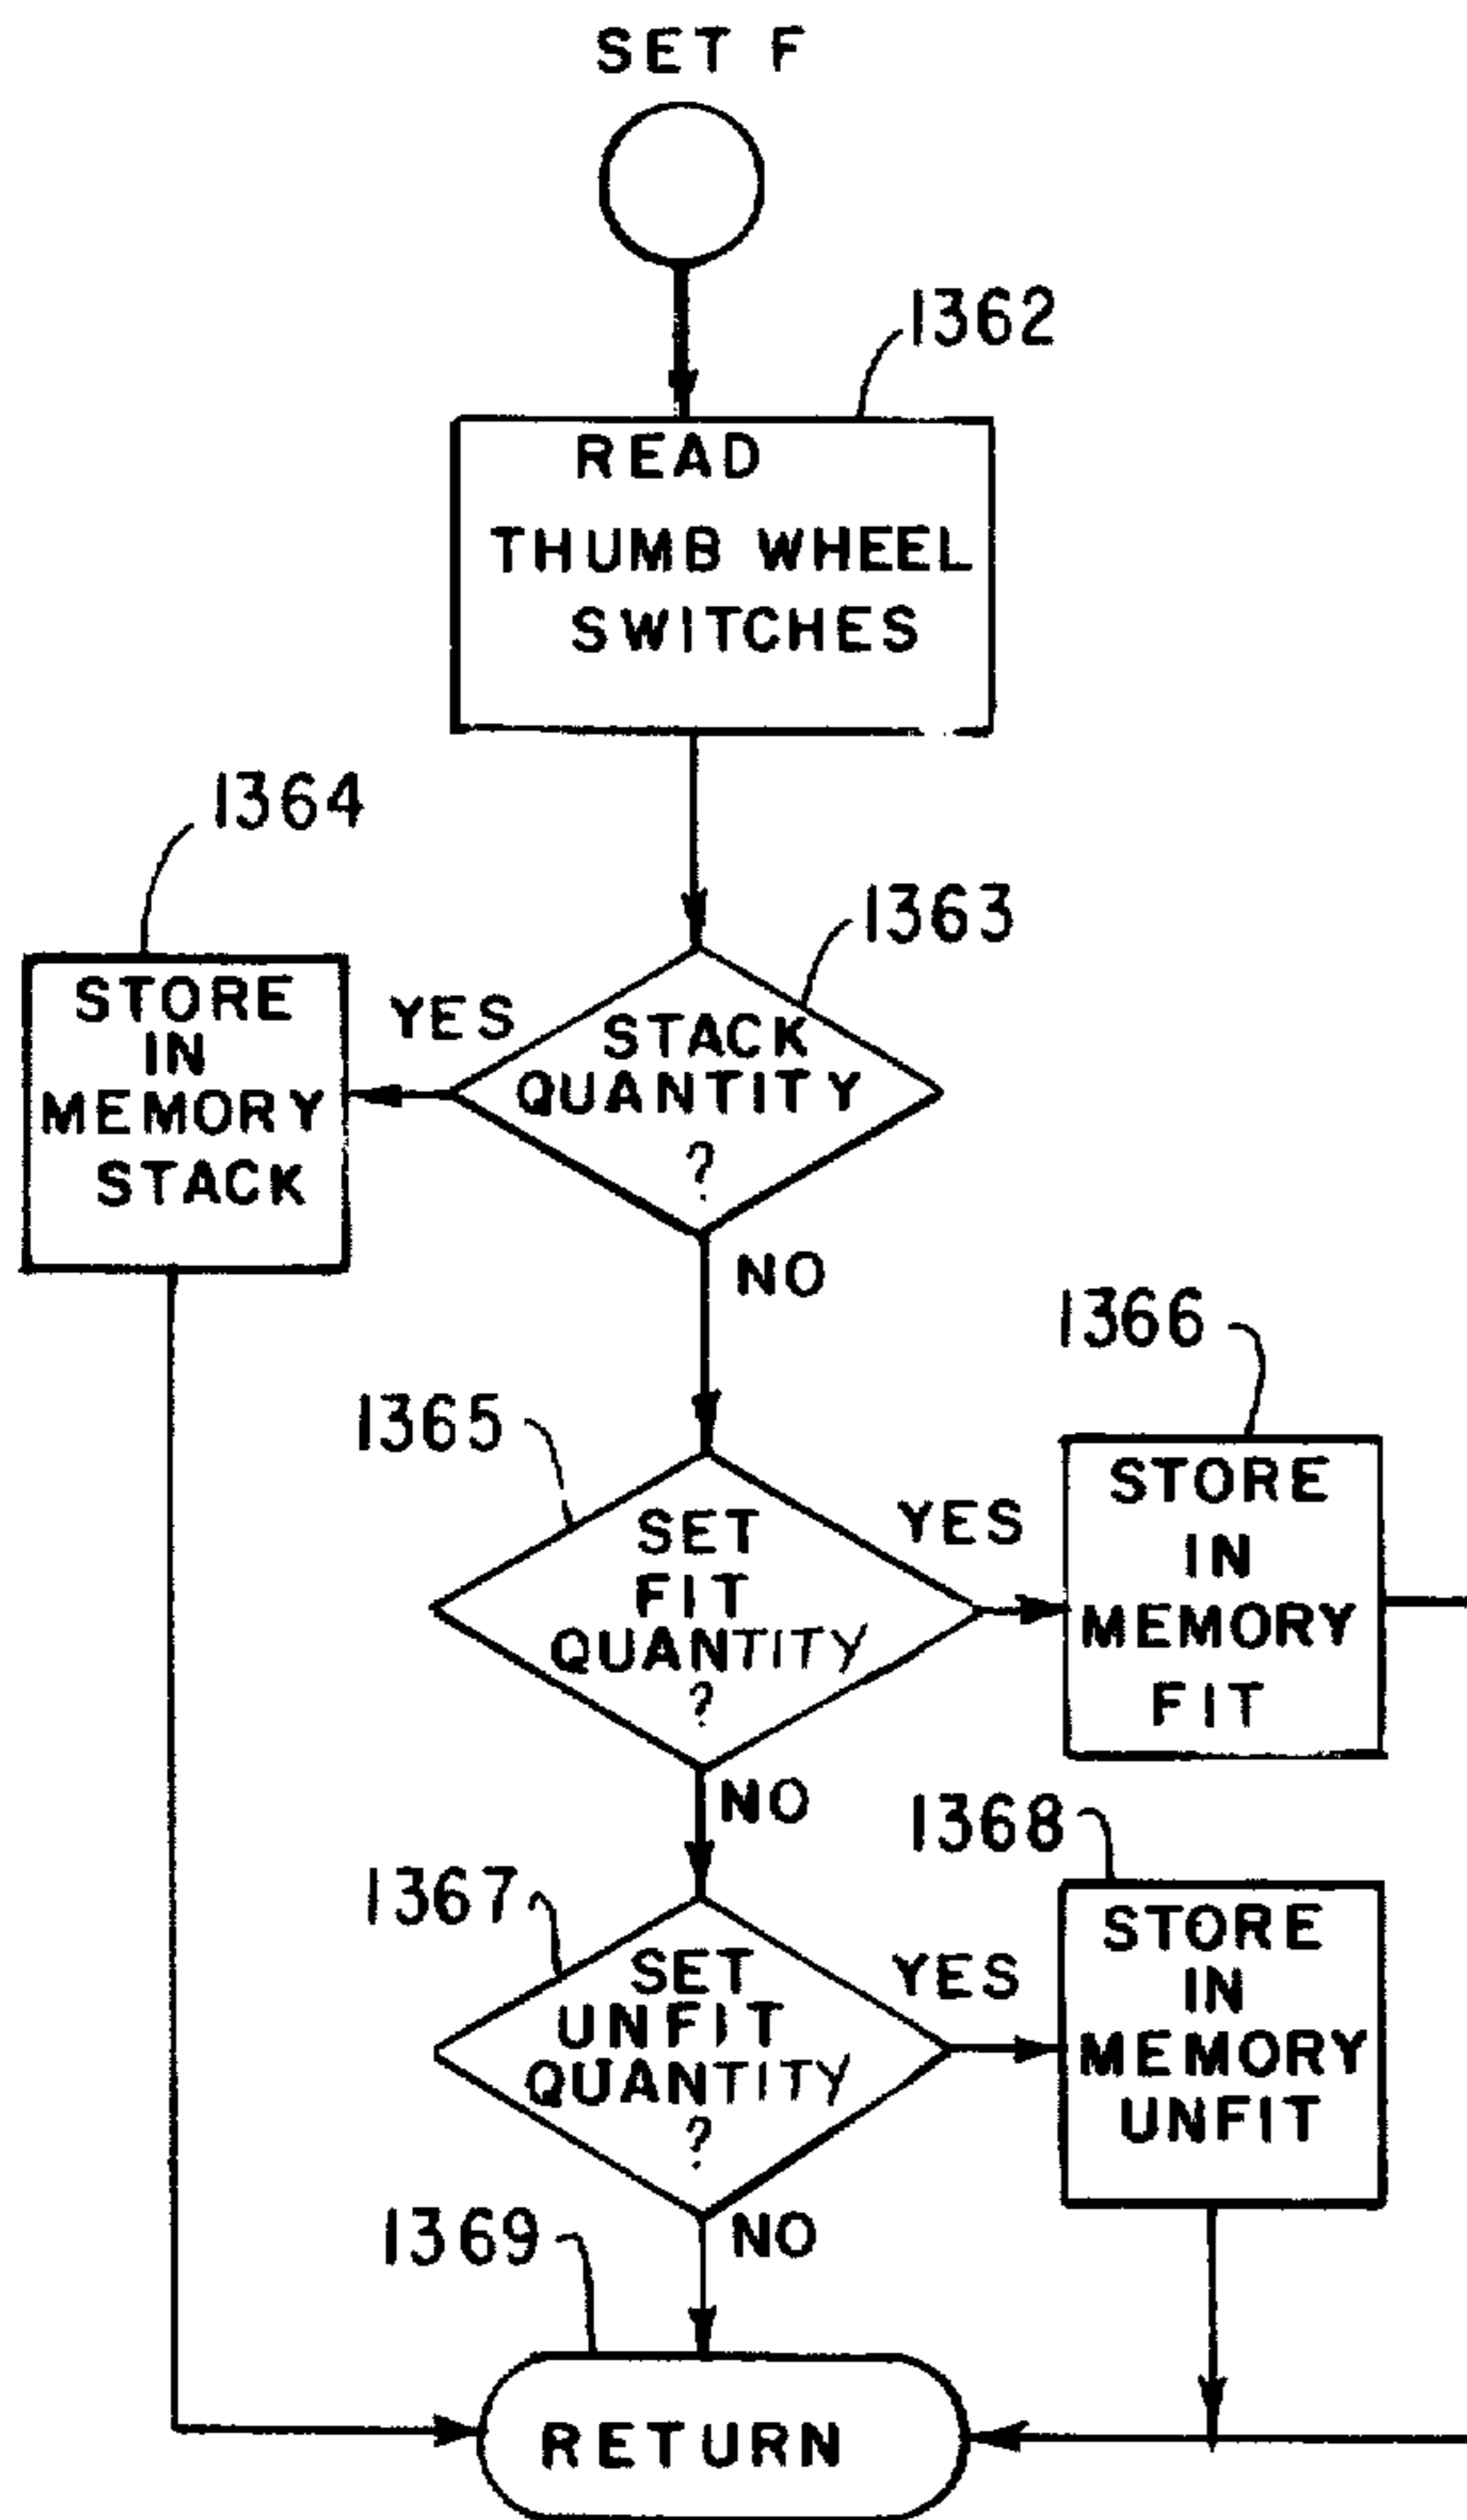 SET F
1362
READ
THUMB WHEEL
SWITCHES
1364
1363
STORE
IN
MEMORY
STACK
YES
STACK
QUANTITY
?
NO
1366
1365
SET
FIT
QUANTITY
?
YES
STORE
IN
MEMORY
FIT
NO
1368
1367
SET
UNFIT
QUANTITY
?
YES
STORE
IN
MEMORY
UNFIT
1369
NO
RETURN